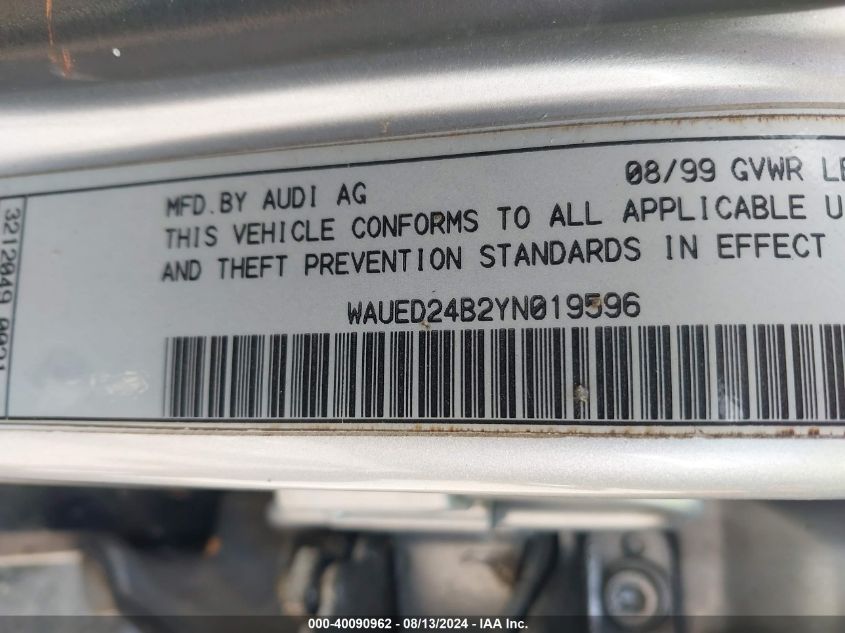 08/99 GVWR
MFD.BY AUDI AG
THIS VEHICLE CONFORMS TO ALL APPLICABLE U
AND THEFT PREVENTION STANDARDS IN EFFECT
WAUED24B2YN019596
3212049
000-40090962 - 08/13/2024 - IAA Inc.